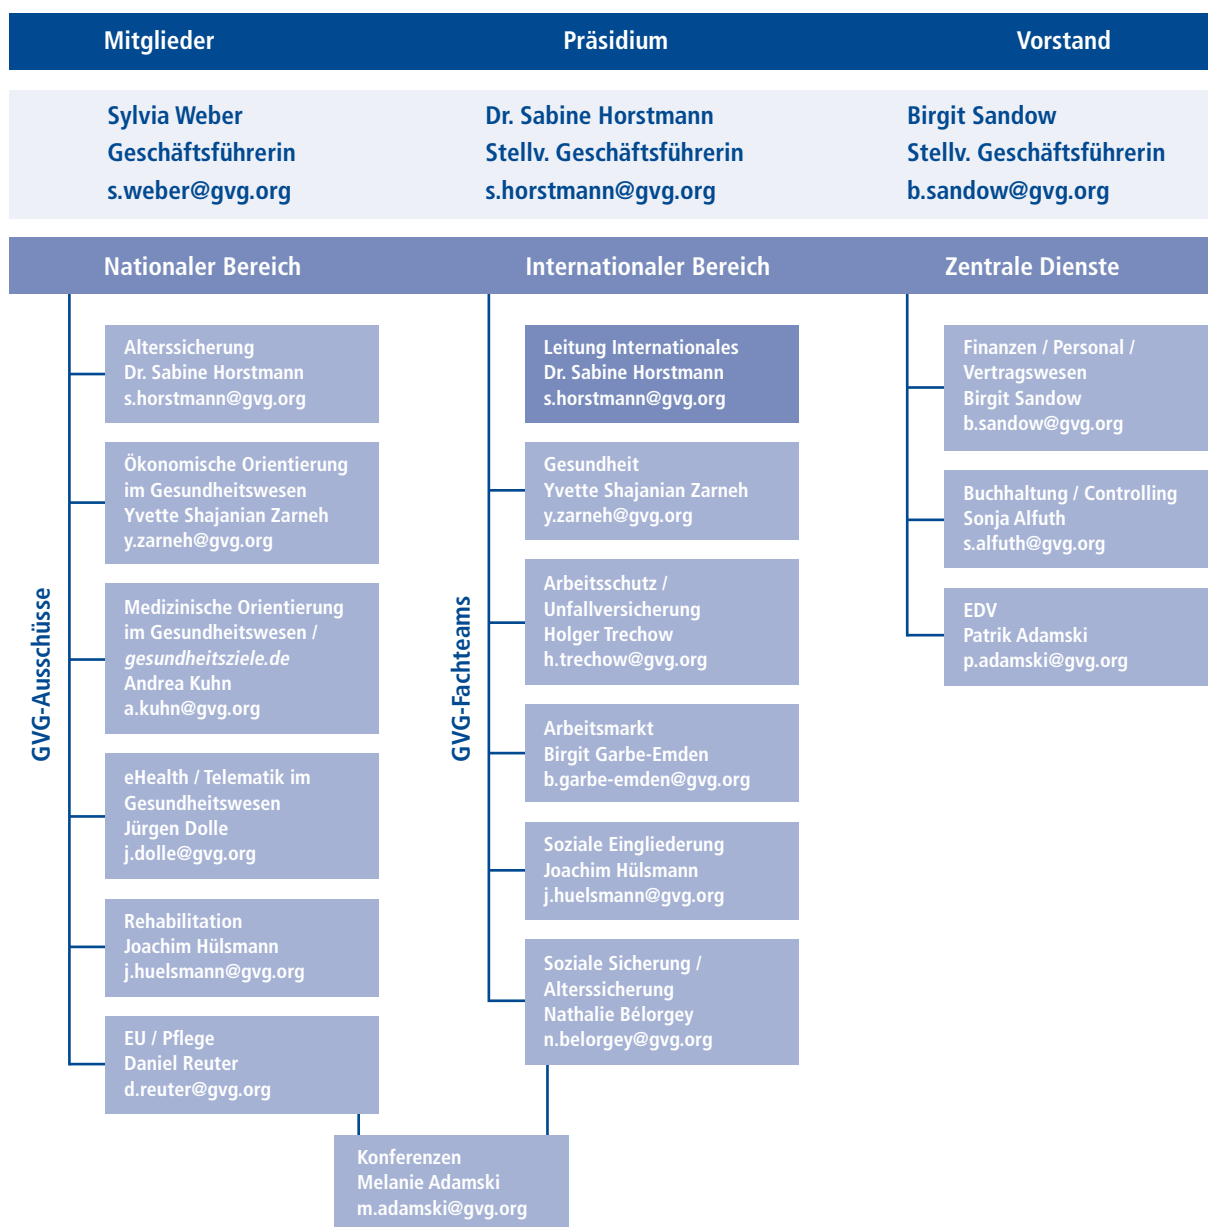 Mitglieder
Präsidium
Vorstand
Sylvia Weber
Geschäftsführerin
s.weber@gvg.org
Dr. Sabine Horstmann
Stellv. Geschäftsführerin
s.horstmann@gvg.org
Birgit Sandow
Stellv. Geschäftsführerin
b.sandow@gvg.org
Nationaler Bereich
Internationaler Bereich
Zentrale Dienste
GVG-Ausschüsse
Alterssicherung
Dr. Sabine Horstmann
s.horstmann@gvg.org
Ökonomische Orientierung
im Gesundheitswesen
Yvette Shajanian Zarneh
y.zarneh@gvg.org
Medizinische Orientierung
im Gesundheitswesen /
gesundheitsziele.de
Andrea Kuhn
a.kuhn@gvg.org
eHealth / Telematik im
Gesundheitswesen
Jürgen Dolle
j.dolle@gvg.org
Rehabilitation
Joachim Hülsmann
j.huelsmann@gvg.org
EU / Pflege
Daniel Reuter
d.reuter@gvg.org
GVG-Fachteams
Leitung Internationales
Dr. Sabine Horstmann
s.horstmann@gvg.org
Gesundheit
Yvette Shajanian Zarneh
y.zarneh@gvg.org
Arbeitsschutz /
Unfallversicherung
Holger Trechow
h.trechow@gvg.org
Arbeitsmarkt
Birgit Garbe-Emden
b.garbe-emden@gvg.org
Soziale Eingliederung
Joachim Hülsmann
j.huelsmann@gvg.org
Soziale Sicherung /
Alterssicherung
Nathalie Bélorgey
n.belorgey@gvg.org
Finanzen / Personal /
Vertragswesen
Birgit Sandow
b.sandow@gvg.org
Buchhaltung / Controlling
Sonja Alfuth
s.alfuth@gvg.org
EDV
Patrik Adamski
p.adamski@gvg.org
Konferenzen
Melanie Adamski
m.adamski@gvg.org